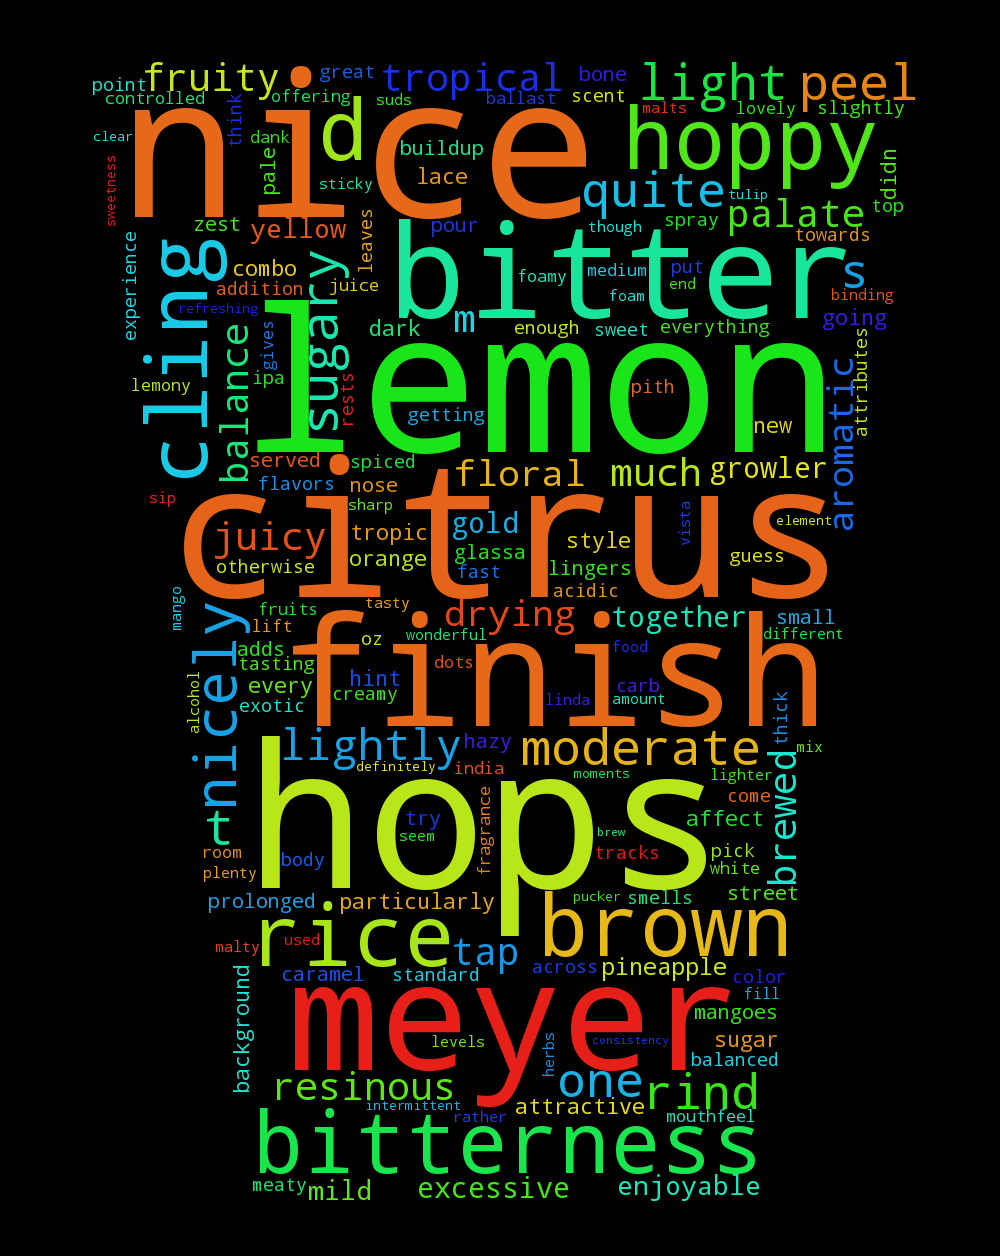 fruity
great
tropical
bone
light
peel
point
controlled
offering
suds
ballast
scent
malts
lovely
slightly
nice
think
d
hoppy
clear
dank
buildup
pale
sticky
lace
quite
tulip
didn
sweetness
zest
yellow
leaves
pour
though
spray
palate
top
towards
experience
cling
combo
addition
juice
bitter
foamy
medium
put
end
foam
s
binding
refreshing
sugary
dark
m
enough
sweet
everything
going
gives
balance
lemony
ipa
rests
lemon
getting
pith
new
aromatic
attributes
served
spiced
floral
much
growler
flavors
nose
sip
sharp
citrus
juicy
tropic
gold
style
vista
element
otherwise
orange
glassa
fast
lingers
guess
acidic
mango
fruits
tasty
drying
together
small
lift
oz
wonderful
different
adds
tasting
finish
dots
food
nicely
every
hint
creamy
carb
exotic
linda
amount
alcohol
lightly
hazy
moderate
thick
mix
definitely
india
moments
lighter
hops
fragrance
come
brewed
t
try
seem
brew
affect
room
body
tracks
pick
plenty
white
prolonged
particularly
pucker
smells
street
rice
brown
malty
used
tap
caramel
standard
across
pineapple
color
background
fill
meyer
mangoes
levels
herbs
consistency
sugar
balanced
resinous
one
rind
intermittent
rather
attractive
mouthfeel
bitterness
meaty
mild
excessive
enjoyable